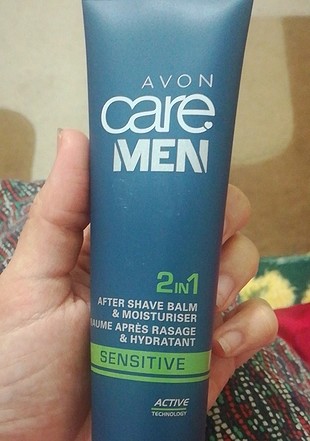 AVON
care
MEN
2IN1
AFTER SHAVE BALM
& MOISTURISER
BAUME APRÈS RASAGE
& HYDRATANT
SENSITIVE
ACTIVE
TECHNOLOGY